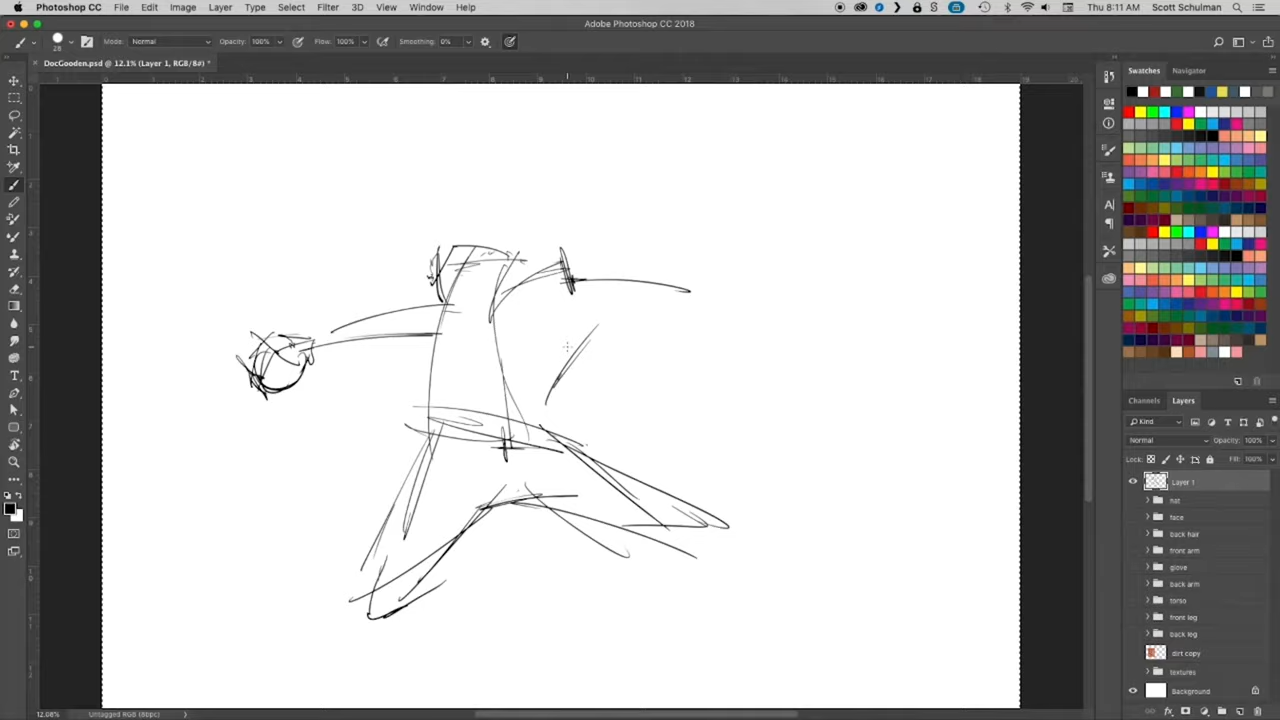 Photoshop CC File Edit Image Layer Type Select Filter 3D View Window Help Thu 8:11 AM Scott Schulman
Adobe Photoshop CC 2018
28 Mode: Normal Opacity: 100% Flow: 100% Smoothing: 0%
DocGooden.psd @ 12.1% (Layer 1, RGB/8#) *
Swatches Navigator
Channels Layers
Kind
Normal Opacity: 100%
Lock: Fill: 100%
Layer 1
hat
face
back hair
front arm
glove
back arm
torso
front leg
back leg
dirt copy
textures
Background
12.08% Untagged RGB (8bpc)